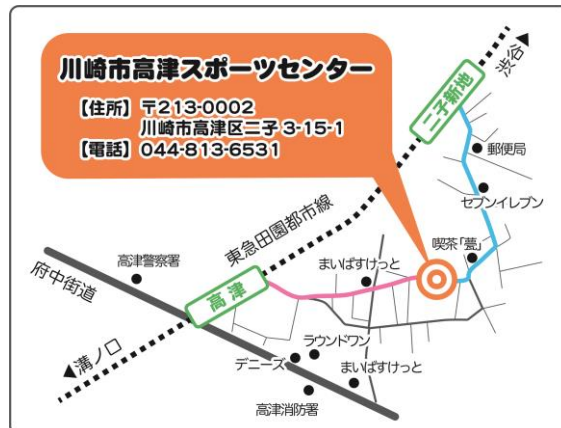 川崎市高津スポーツセンター
【住所】〒213-0002
川崎市高津区二子3-15-1
【電話】044-813-6531
渋谷
二子新地
郵便局
セブンイレブン
東急田園都市線
喫茶「甍」
まいばすけっと
高津警察署
府中街道
高津
溝ノ口
ラウンドワン
デニーズ
まいばすけっと
高津消防署